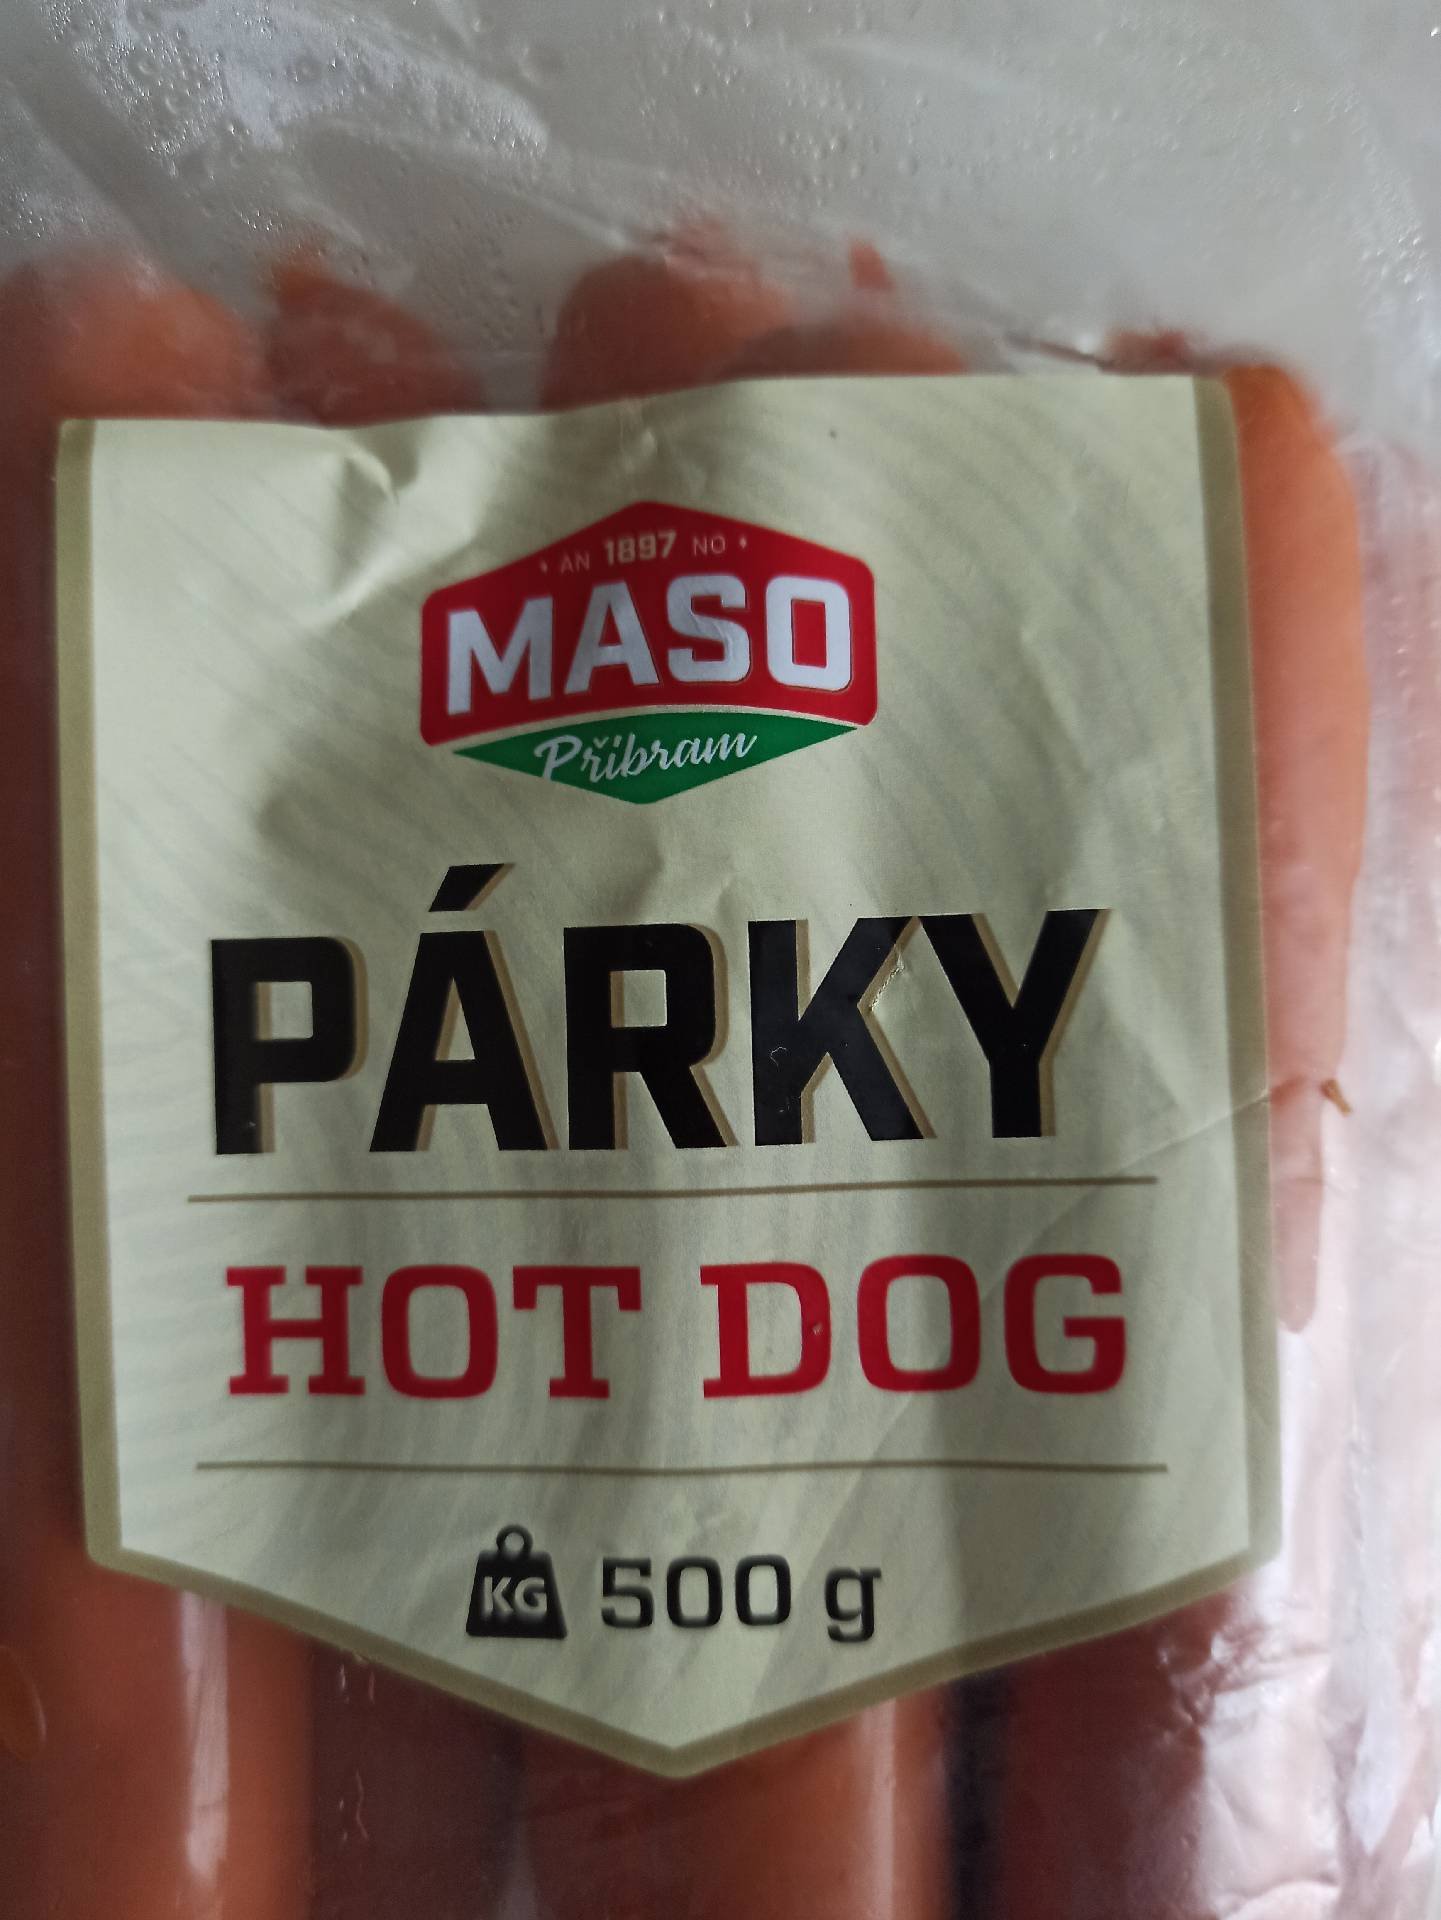 AN 1897 NO
MASO
Příbram
PÁRKY
HOT DOG
KG 500 g